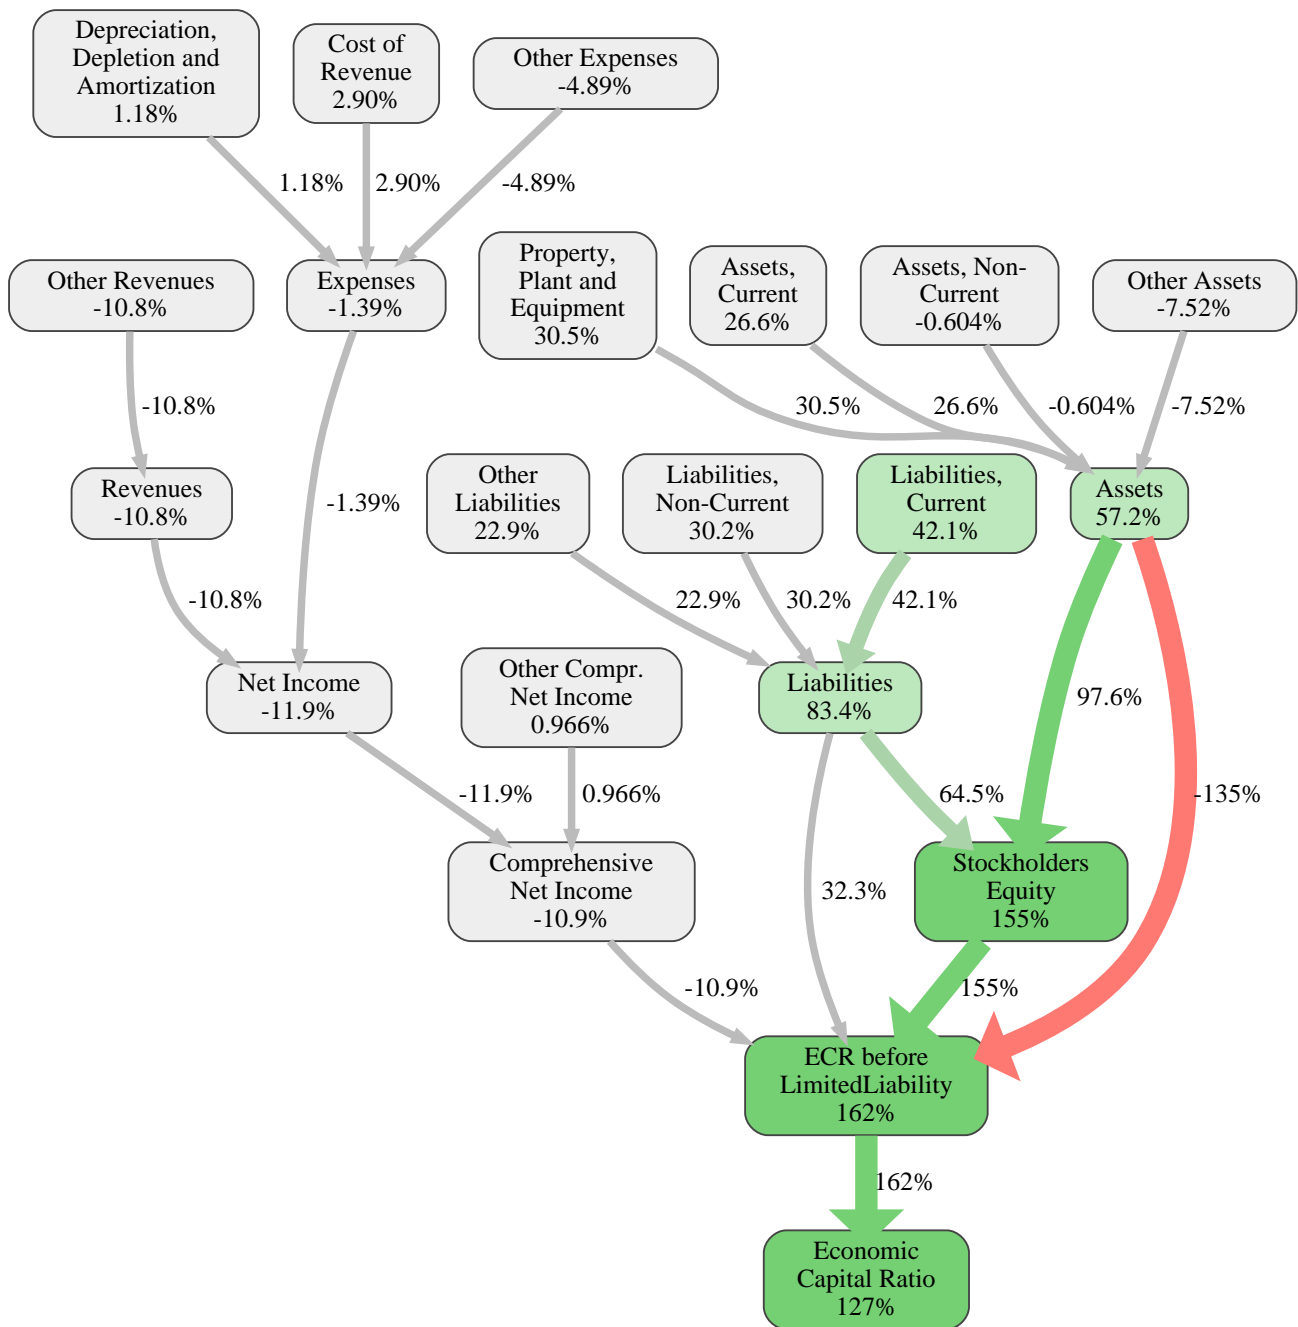 Depreciation,
Depletion and
Amortization
1.18%
Cost of
Revenue
2.90%
Other Expenses
-4.89%
1.18%
2.90%
-4.89%
Other Revenues
-10.8%
Expenses
-1.39%
Property,
Plant and
Equipment
30.5%
Assets,
Current
26.6%
Assets, Non-
Current
-0.604%
Other Assets
-7.52%
-10.8%
30.5%
26.6%
-0.604%
-7.52%
Revenues
-10.8%
-1.39%
Other
Liabilities
22.9%
Liabilities,
Non-Current
30.2%
Liabilities,
Current
42.1%
Assets
57.2%
-10.8%
22.9%
30.2%
42.1%
Net Income
-11.9%
Other Compr.
Net Income
0.966%
Liabilities
83.4%
97.6%
-11.9%
0.966%
64.5%
-135%
Comprehensive
Net Income
-10.9%
32.3%
Stockholders
Equity
155%
-10.9%
155%
ECR before
LimitedLiability
162%
162%
Economic
Capital Ratio
127%